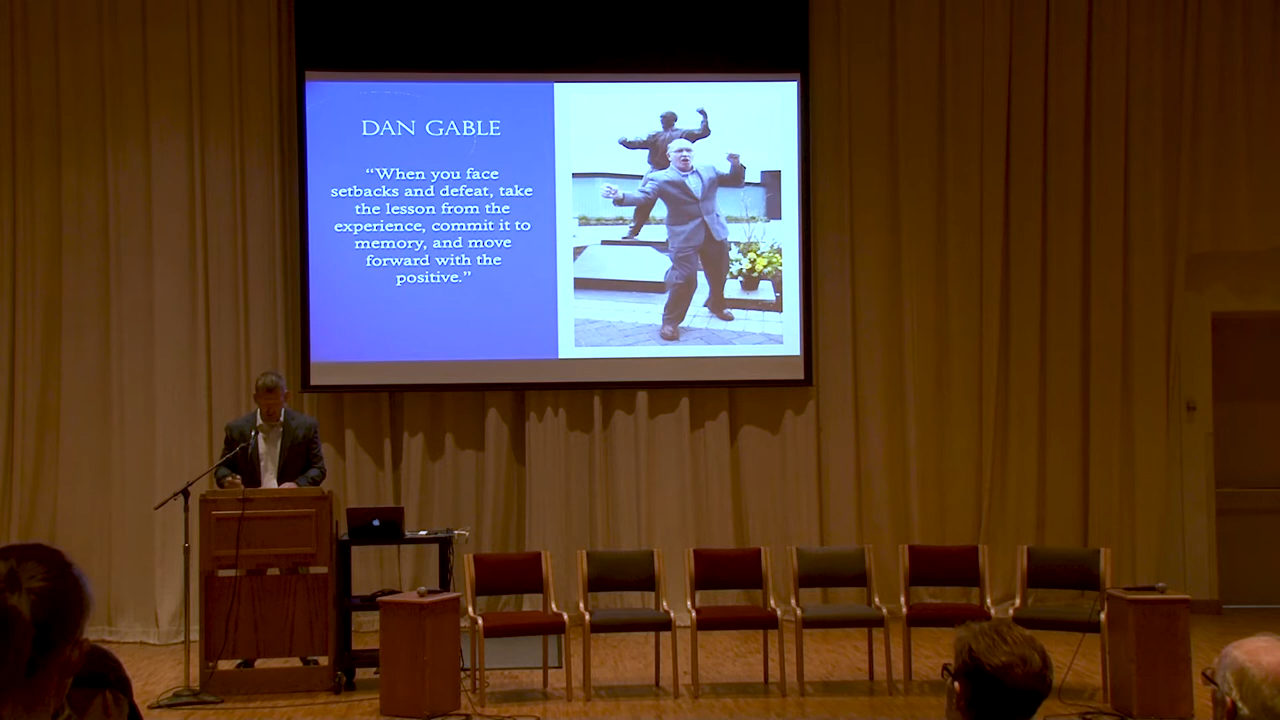 DAN GABLE
“When you face
setbacks and defeat, take
the lesson from the
experience, commit it to
memory, and move
forward with the
positive.”